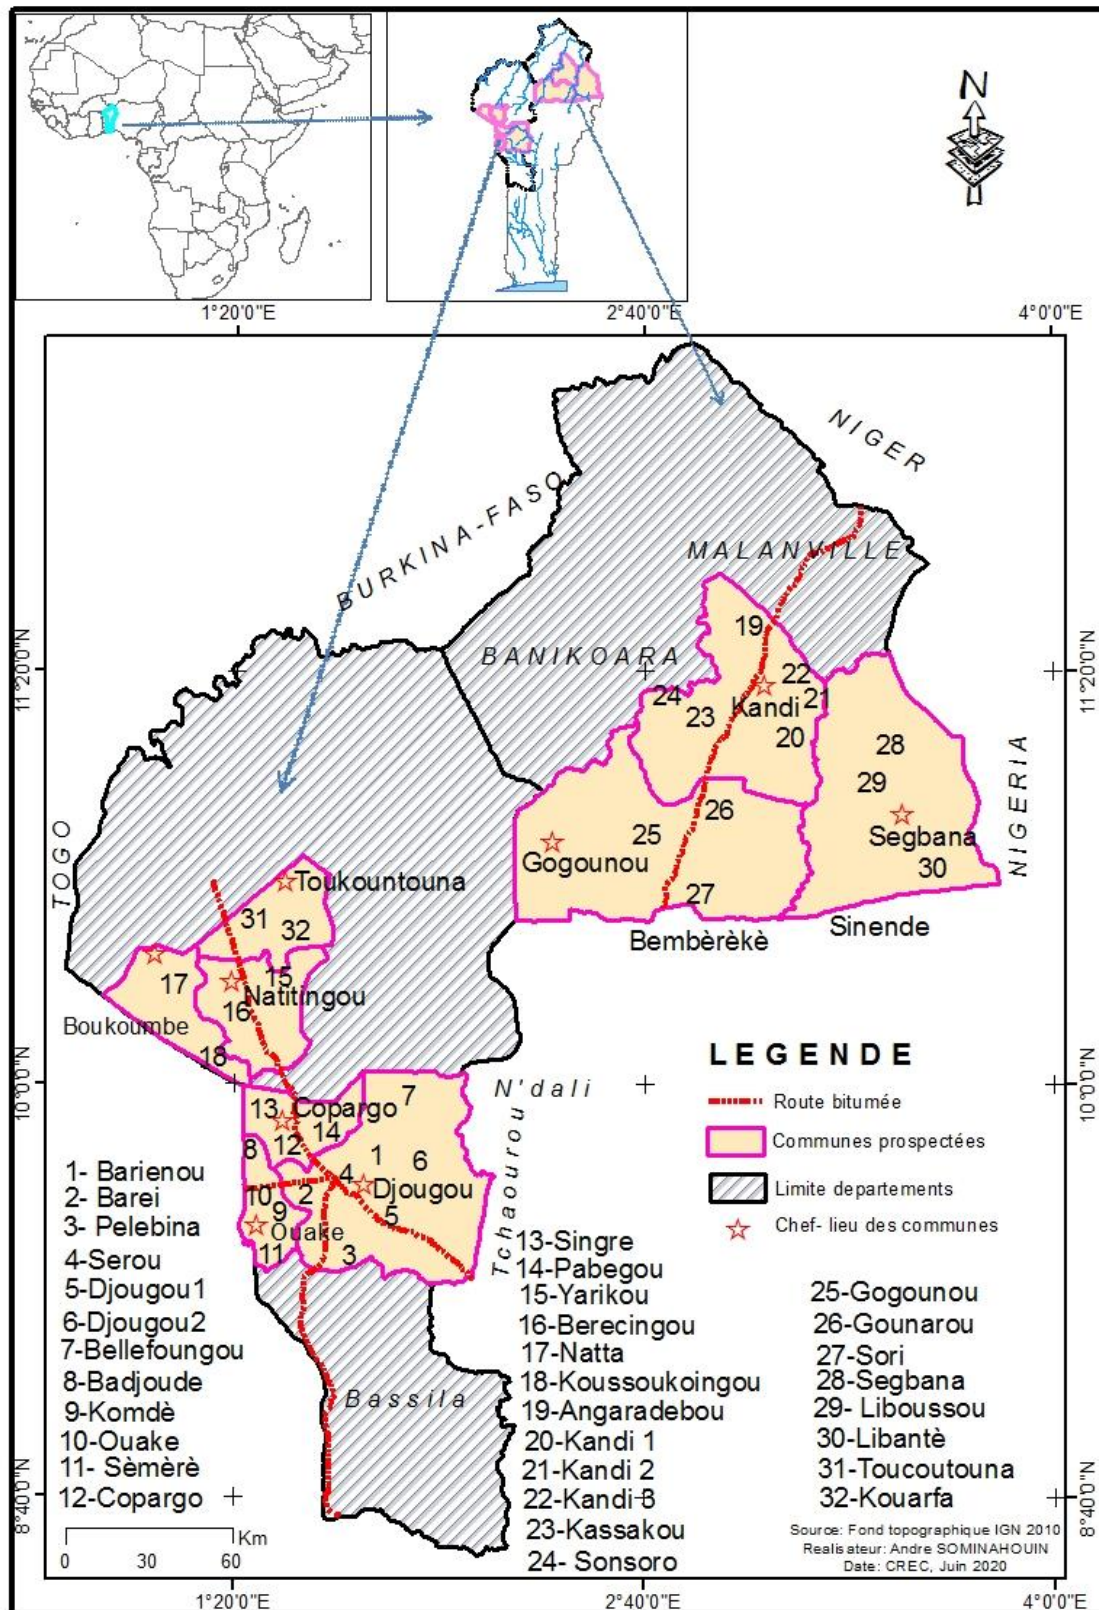 N
1°20'0"E
2°40'0"E
4°0'0"E
NIGER
BURKINA-FASO
MALANVILLE
19
BANIKOARA
11°20'0"N
11°20'0"N
22
24
21
Kandi
23
20
28
29
NIGERIA
TOGO
26
25
Segbana
Gogounou
30
Toukountouna
27
31
32
Sinende
Bembèrèkè
15
17
Natitingou
16
Boukoumbe
18
LEGENDE
10°0'0"N
10°0'0"N
N'dali
7
Route bitumée
13
Copargo
14
12
8
Communes prospectées
1
6
4
Djougou
Tchaourou
Limite departements
10
2
9
5
Ouake
Chef- lieu des communes
11
3
1- Barienou
2- Barei
3- Pelebina
4-Serou
5-Djougou1
6-Djougou2
7-Bellefoungou
8-Badjoude
9-Komdè
10-Ouake
11- Sèmèrè
12-Copargo
Bassila
13-Singre
14-Pabegou
15-Yarikou
16-Berecingou
17-Natta
18-Koussoukoingou
19-Angaradebou
20-Kandi 1
21-Kandi 2
22-Kandi 3
23-Kassakou
24- Sonsoro
25-Gogounou
26-Gounarou
27-Sori
28-Segbana
29- Liboussou
30-Libantè
31-Toucoutouna
32-Kouarfa
8°40'0"N
8°40'0"N
Km
0 30 60
Source: Fond topographique IGN 2010
Realisateur: Andre SOMINAHOUIN
Date: CREC, Juin 2020
1°20'0"E
2°40'0"E
4°0'0"E